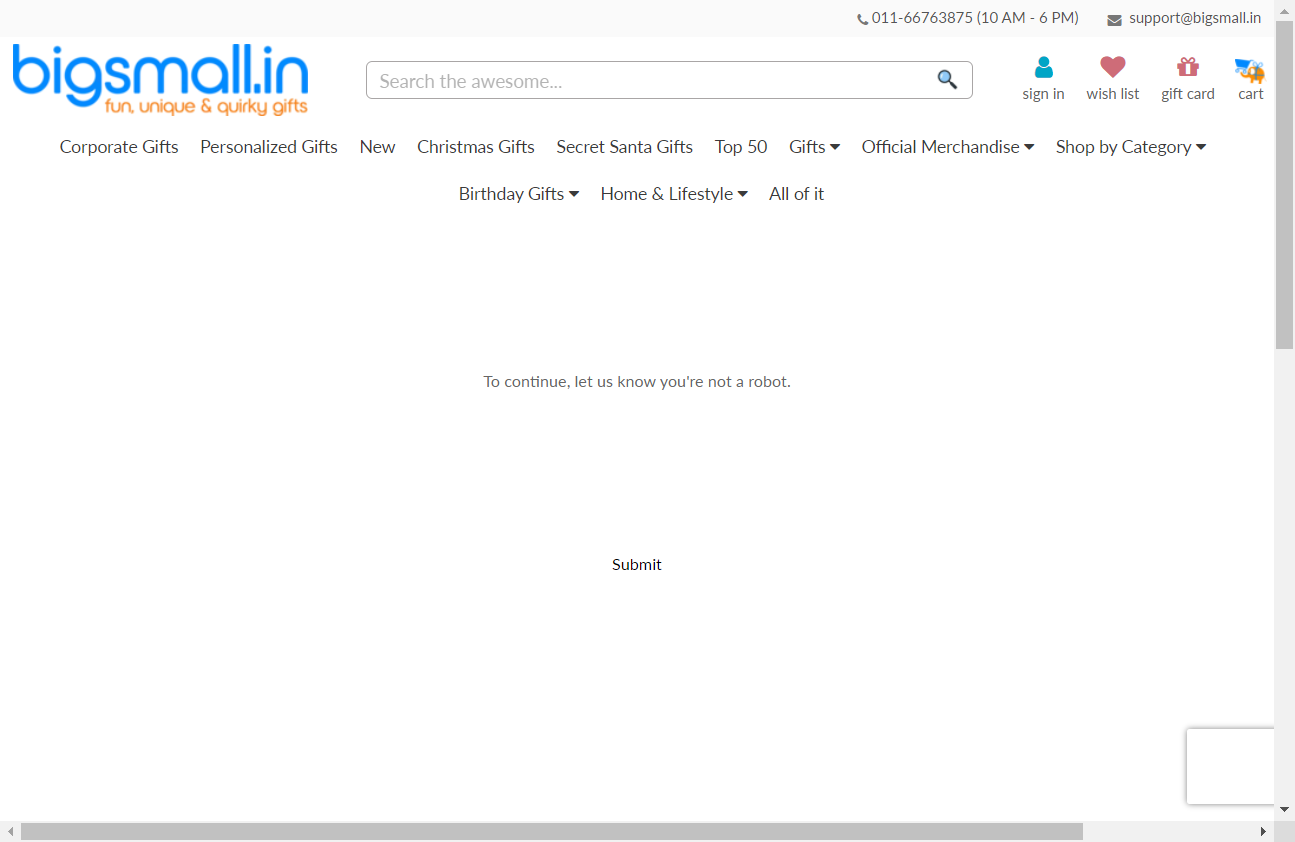 011-66763875 (10 AM - 6 PM) support@bigsmall.in
bigsmall.in
fun, unique & quirky gifts
Search the awesome...
sign in wish list gift card cart
Corporate Gifts Personalized Gifts New Christmas Gifts Secret Santa Gifts Top 50 Gifts Official Merchandise Shop by Category
Birthday Gifts Home & Lifestyle All of it
To continue, let us know you're not a robot.
Submit